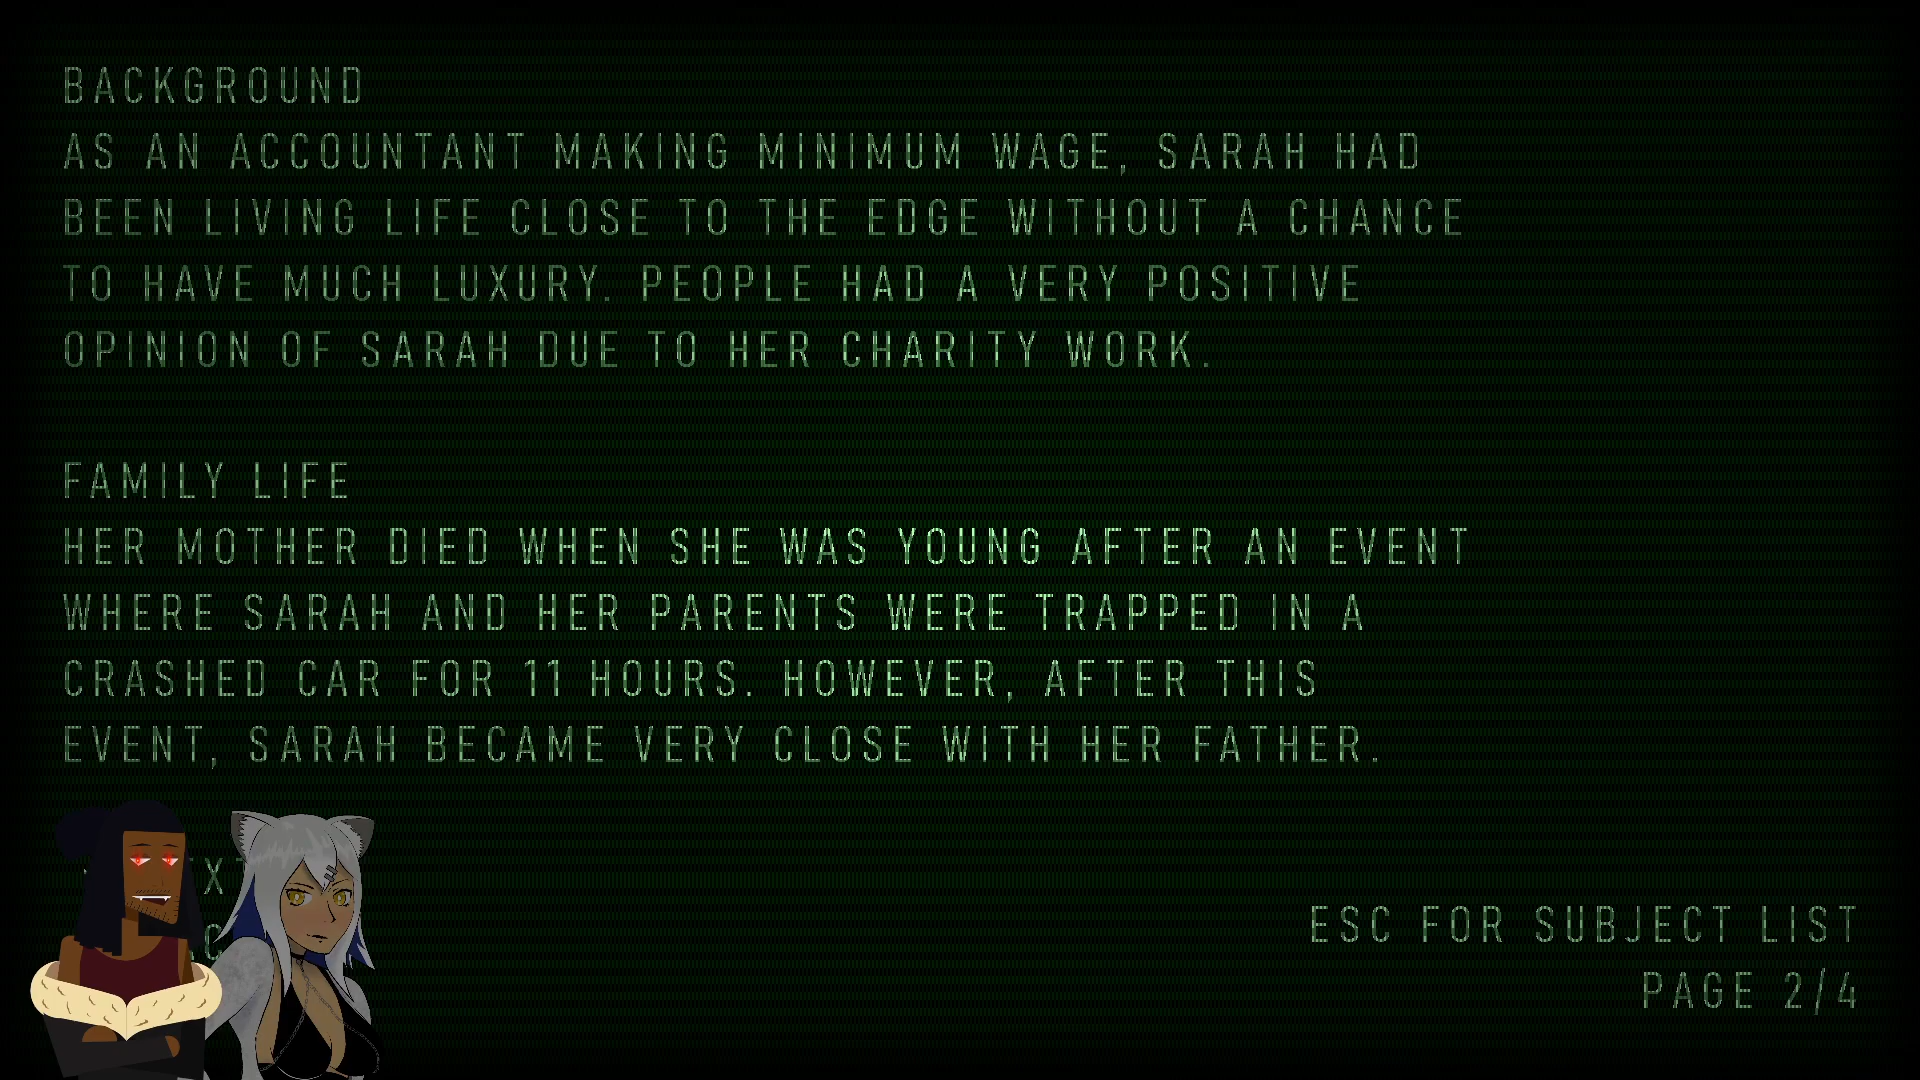 BACKGROUND
AS AN ACCOUNTANT MAKING MINIMUM WAGE, SARAH HAD
BEEN LIVING LIFE CLOSE TO THE EDGE WITHOUT A CHANCE
TO HAVE MUCH LUXURY. PEOPLE HAD A VERY POSITIVE
OPINION OF SARAH DUE TO HER CHARITY WORK.
FAMILY LIFE
HER MOTHER DIED WHEN SHE WAS YOUNG AFTER AN EVENT
WHERE SARAH AND HER PARENTS WERE TRAPPED IN A
CRASHED CAR FOR 11 HOURS. HOWEVER, AFTER THIS
EVENT, SARAH BECAME VERY CLOSE WITH HER FATHER.
ESC FOR SUBJECT LIST
PAGE 2/4